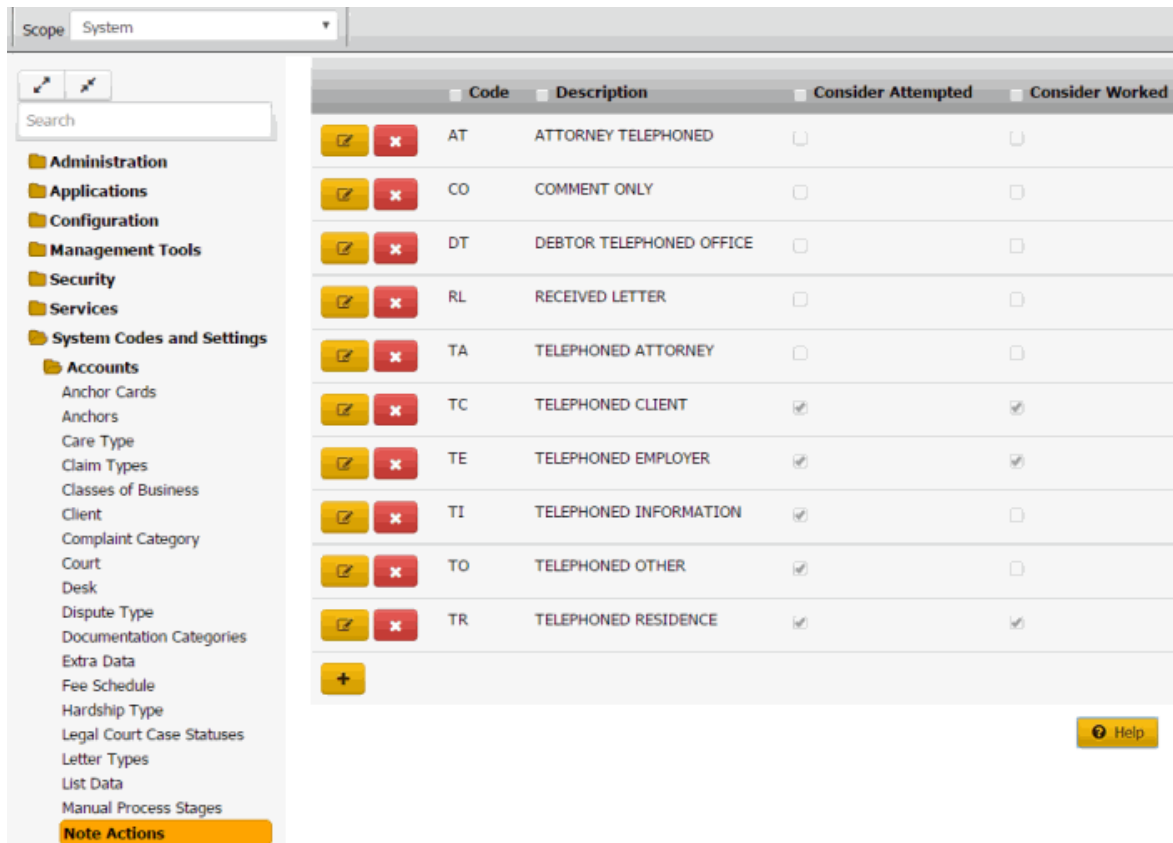 Scope System
Search
Administration
Applications
Configuration
Management Tools
Security
Services
System Codes and Settings
Accounts
Anchor Cards
Anchors
Care Type
Claim Types
Classes of Business
Client
Complaint Category
Court
Desk
Dispute Type
Documentation Categories
Extra Data
Fee Schedule
Hardship Type
Legal Court Case Statuses
Letter Types
List Data
Manual Process Stages
Note Actions
Code Description Consider Attempted Consider Worked
AT ATTORNEY TELEPHONED
CO COMMENT ONLY
DT DEBTOR TELEPHONED OFFICE
RL RECEIVED LETTER
TA TELEPHONED ATTORNEY
TC TELEPHONED CLIENT
TE TELEPHONED EMPLOYER
TI TELEPHONED INFORMATION
TO TELEPHONED OTHER
TR TELEPHONED RESIDENCE
Help